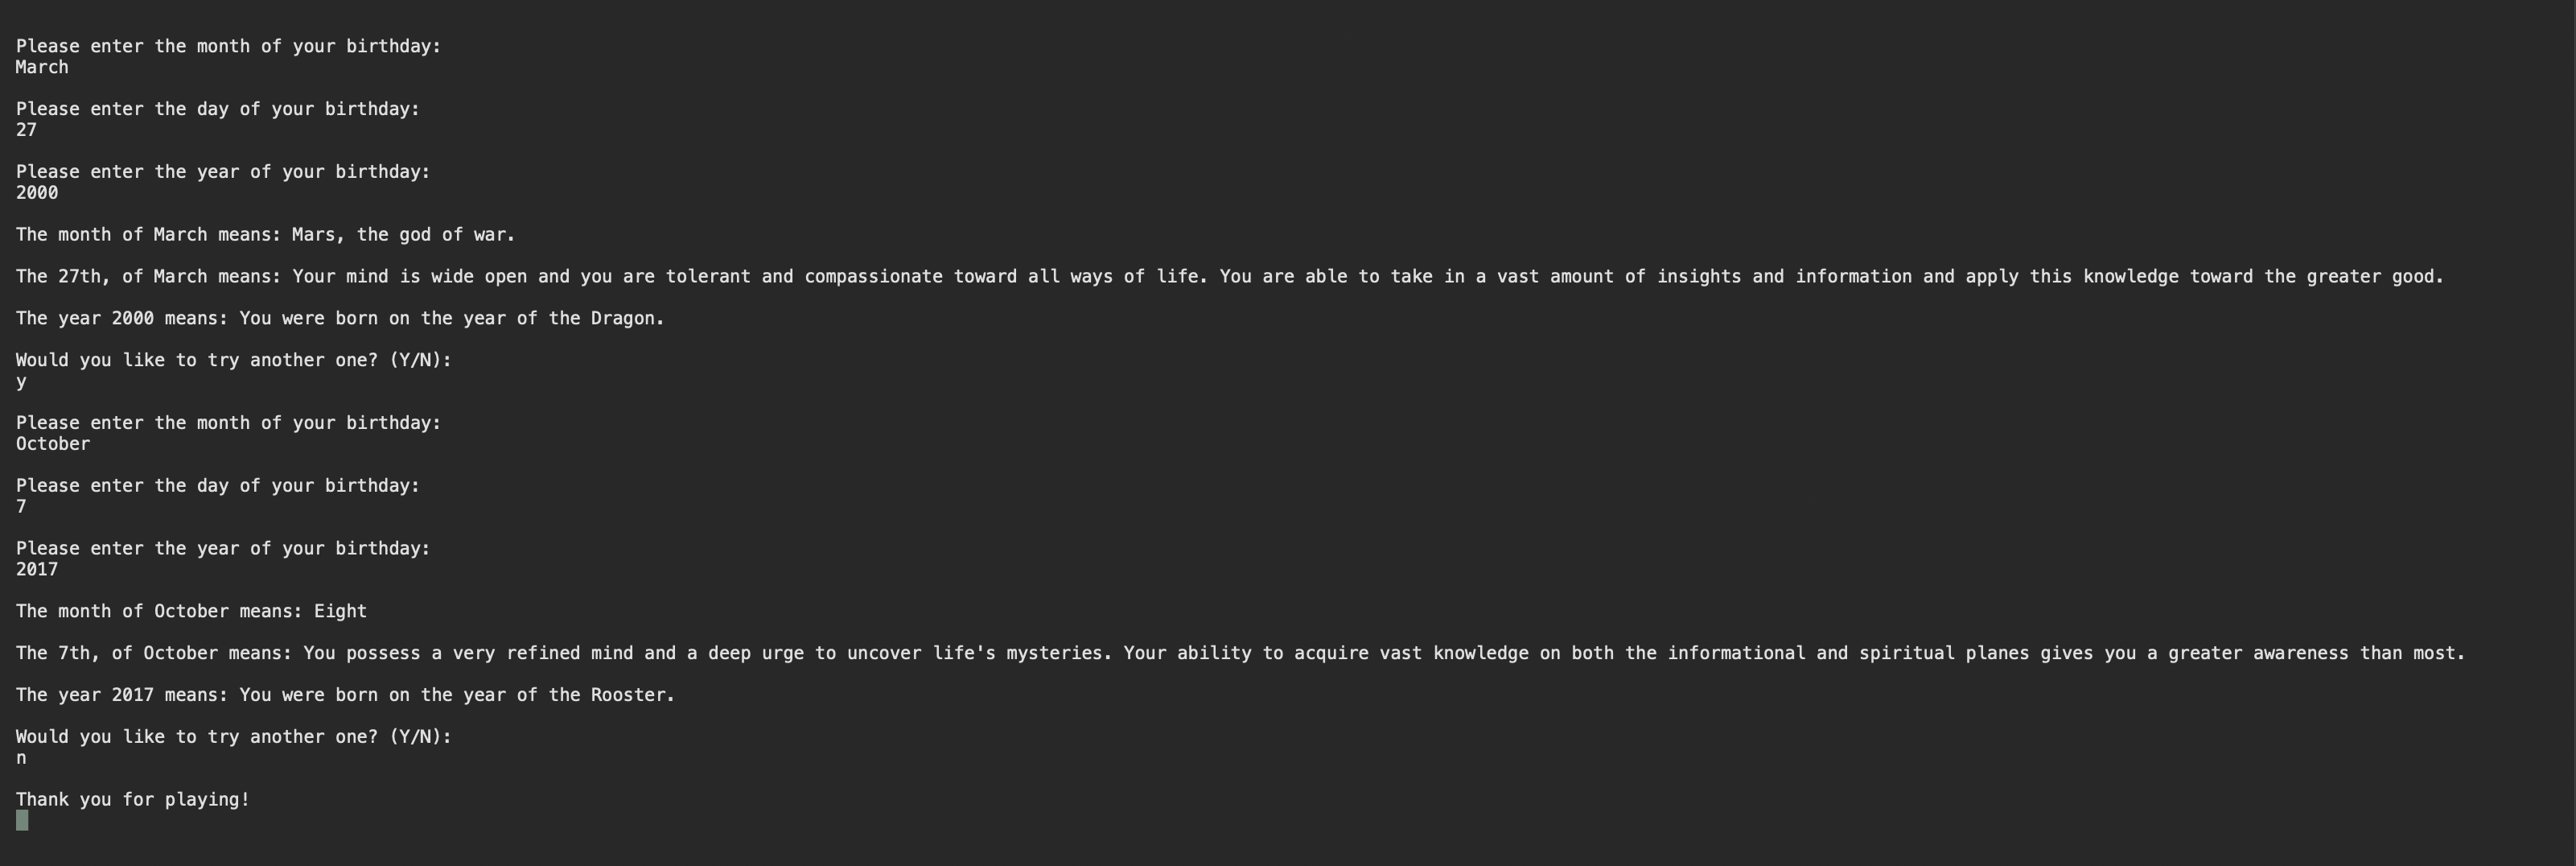 Please enter the month of your birthday:
March
Please enter the day of your birthday:
27
Please enter the year of your birthday:
2000
The month of March means: Mars, the god of war.
The 27th, of March means: Your mind is wide open and you are tolerant and compassionate toward all ways of life. You are able to take in a vast amount of insights and information and apply this knowledge toward the greater good.
The year 2000 means: You were born on the year of the Dragon.
Would you like to try another one? (Y/N):
y
Please enter the month of your birthday:
October
Please enter the day of your birthday:
7
Please enter the year of your birthday:
2017
The month of October means: Eight
The 7th, of October means: You possess a very refined mind and a deep urge to uncover life's mysteries. Your ability to acquire vast knowledge on both the informational and spiritual planes gives you a greater awareness than most.
The year 2017 means: You were born on the year of the Rooster.
Would you like to try another one? (Y/N):
n
Thank you for playing!